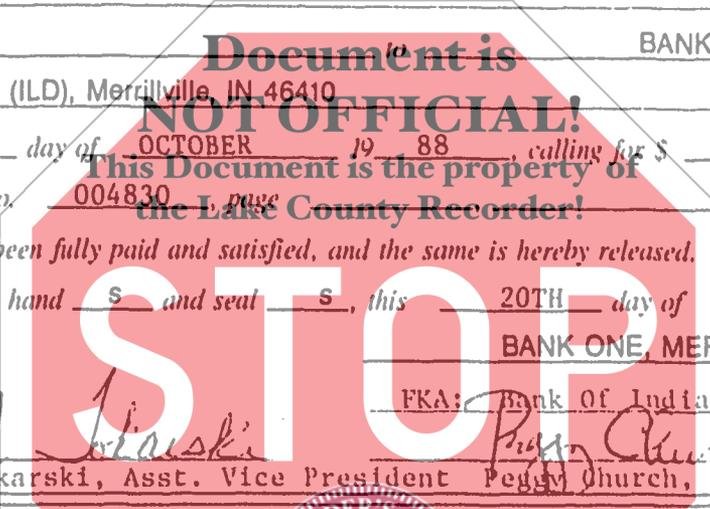 Document is
to BANK
(ILD), Merrillville, IN 46410
NOT OFFICIAL!
day of OCTOBER 19 88, calling for $
This Document is the property of
004830, page
the Lake County Recorder!
been fully paid and satisfied, and the same is hereby released.
hand S and seal S, this 20TH day of
STOP
BANK ONE, MER
FKA: Bank Of India
karski, Asst. Vice President Peggy Church,